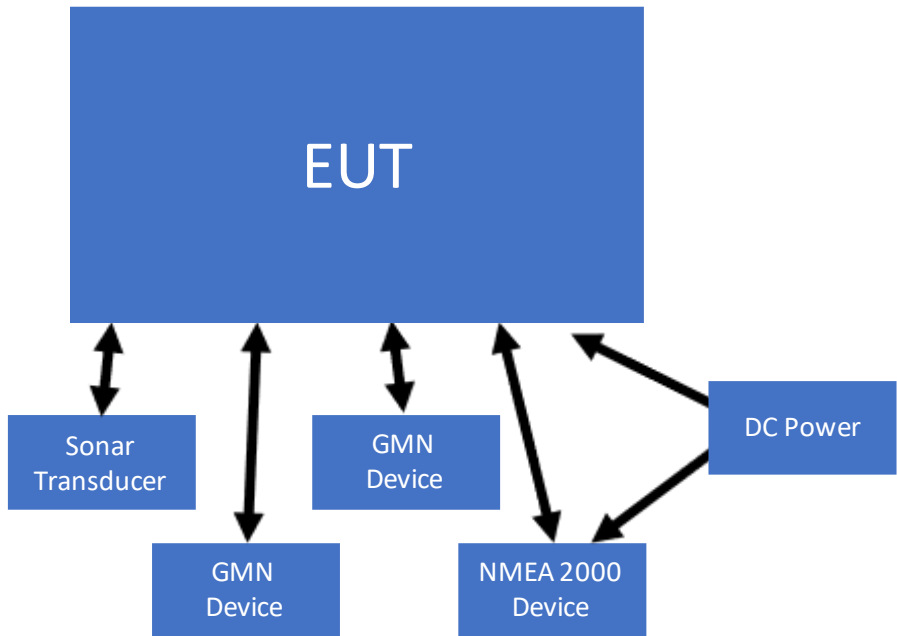 EUT
Sonar
Transducer
GMN
Device
GMN
Device
NMEA 2000
Device
DC Power